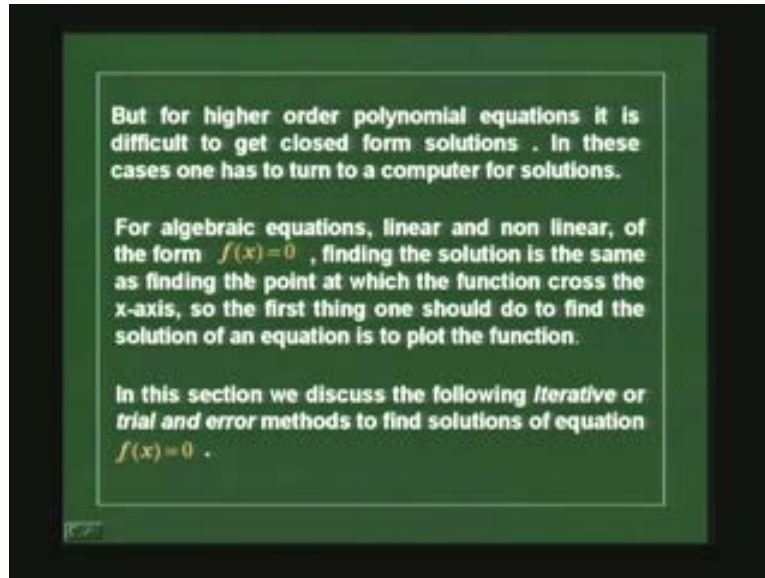 But for higher order polynomial equations it is
difficult to get closed form solutions . In these
cases one has to turn to a computer for solutions.
For algebraic equations, linear and non linear, of
the form f(x)=0 , finding the solution is the same
as finding the point at which the function cross the
x-axis, so the first thing one should do to find the
solution of an equation is to plot the function.
In this section we discuss the following Iterative or
trial and error methods to find solutions of equation
f(x)=0 .